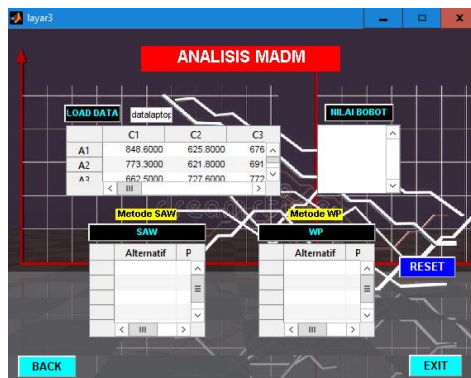 layar3
ANALISIS MADM
LOAD DATA
datalaptop
NILAI BOBOT
C1 C2 C3
A1 848.6000 625.8000 676
A2 773.3000 621.8000 691
A3 662.5000 727.6000 772
Metode SAW
Metode WP
SAW
WP
Alternatif P
Alternatif P
RESET
BACK
EXIT